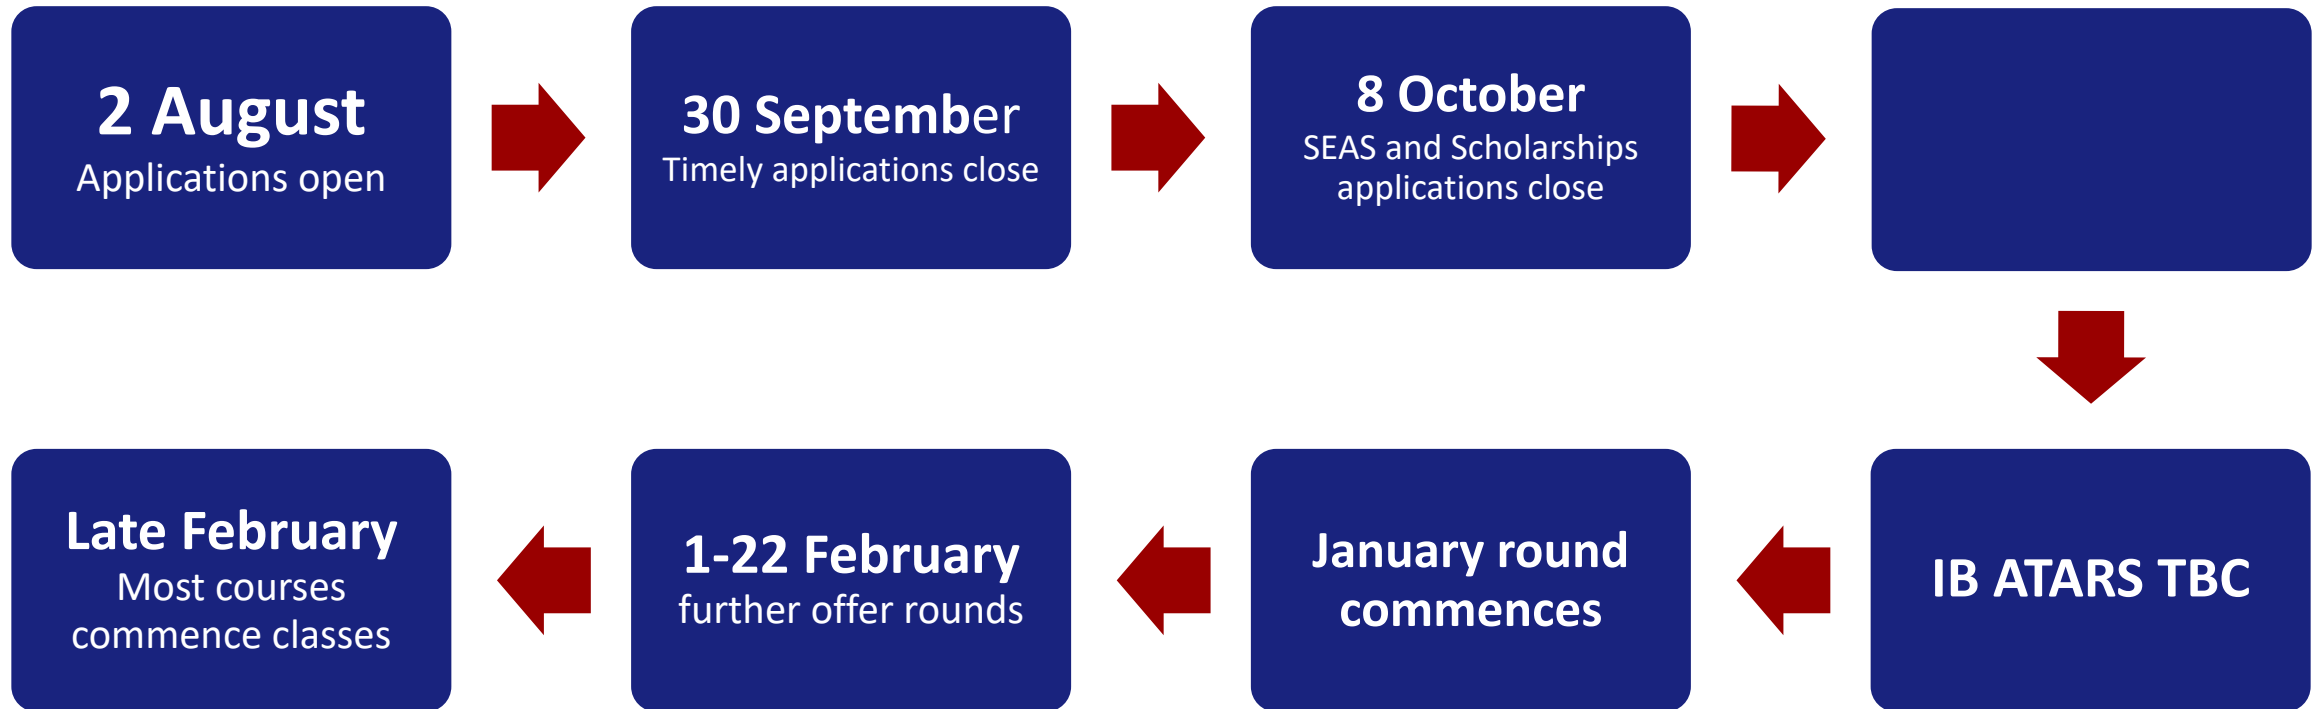 2 August
Applications open
30 September
Timely applications close
8 October
SEAS and Scholarships
applications close
IB ATARS TBC
January round
commences
1-22 February
further offer rounds
Late February
Most courses
commence classes